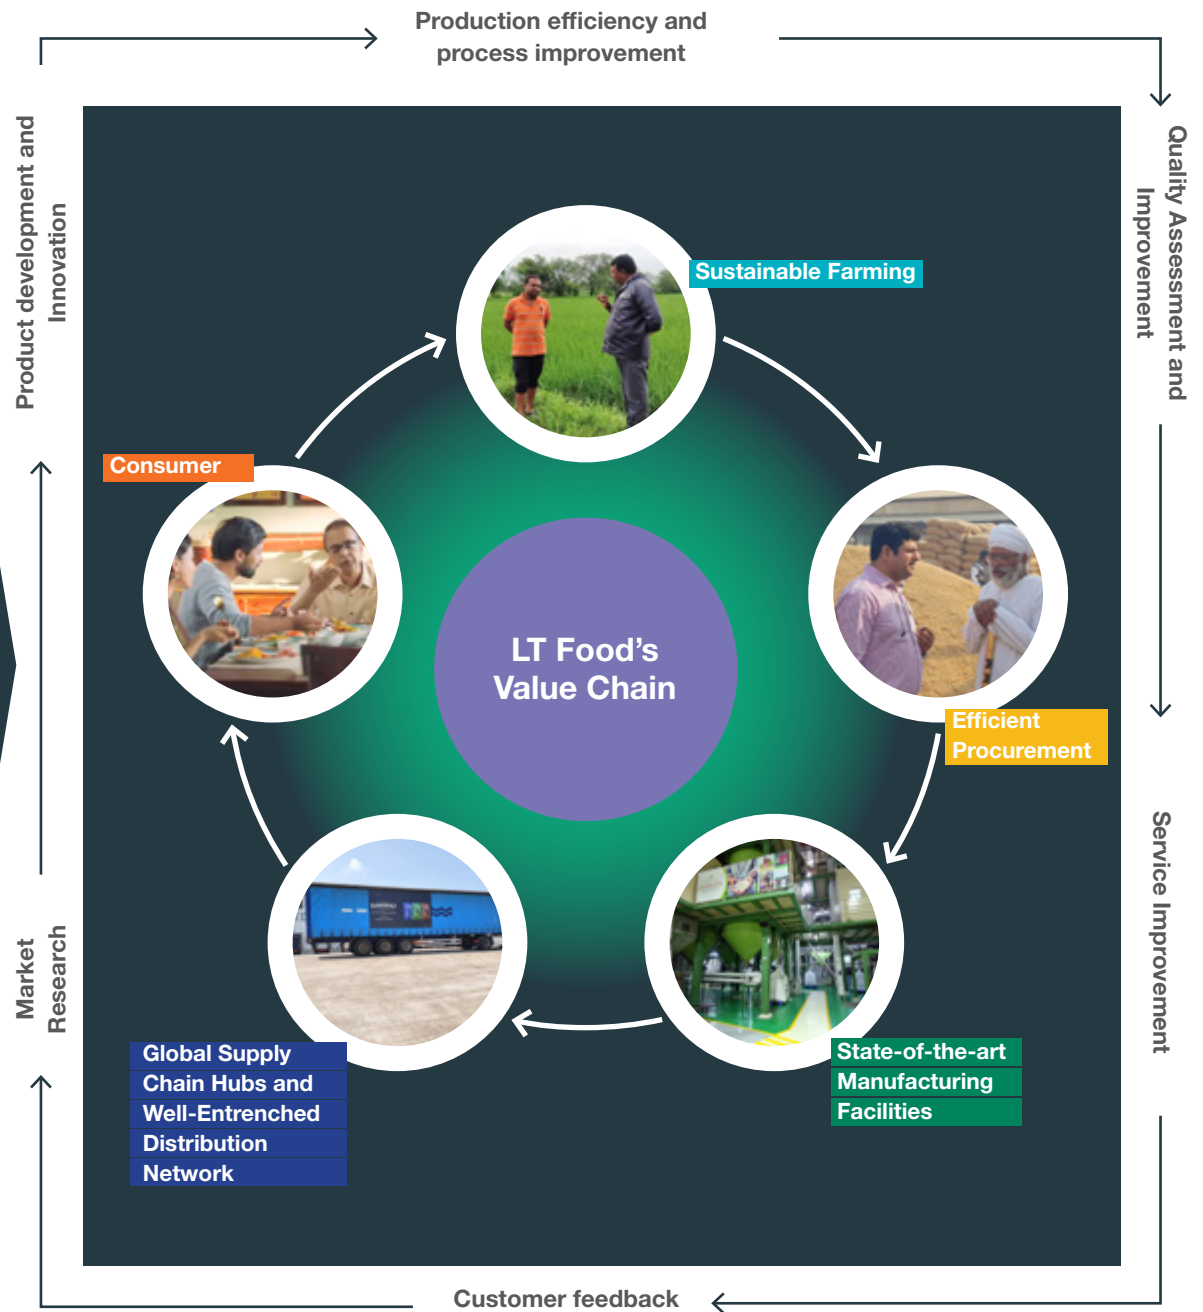 Production efficiency and
process improvement
Product development and
Innovation
Quality Assessment and
Improvement
Sustainable Farming
Consumer
LT Food's
Value Chain
Efficient
Procurement
Service Improvement
Market
Research
Global Supply
Chain Hubs and
Well-Entrenched
Distribution
Network
State-of-the-art
Manufacturing
Facilities
Customer feedback